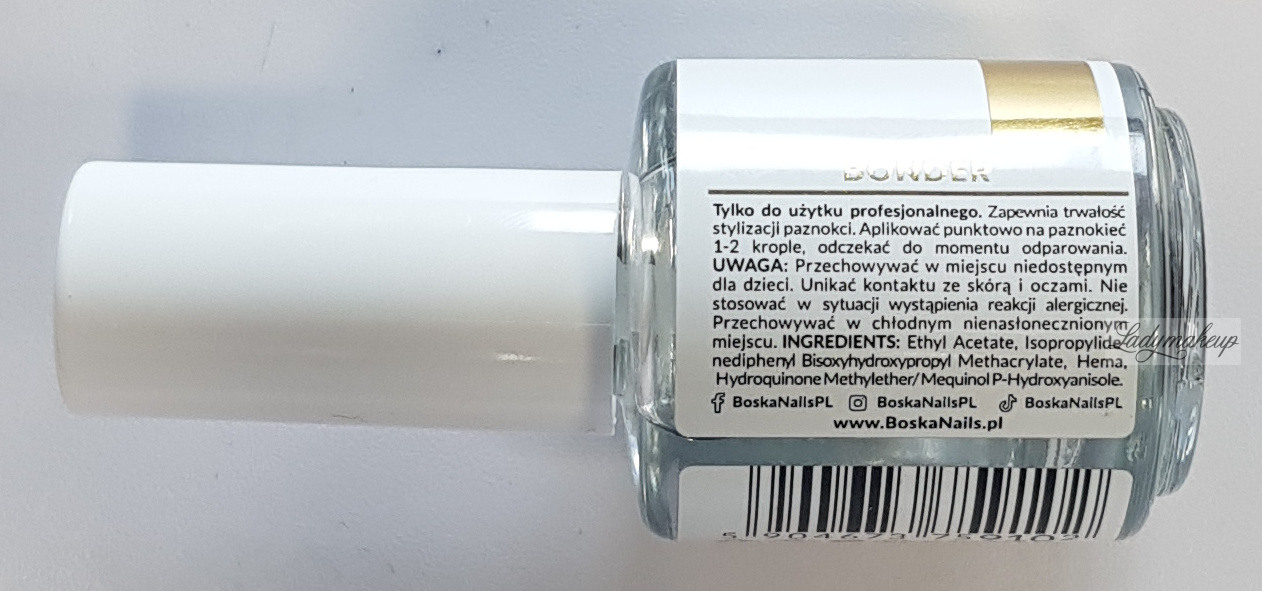 BONDER
Tylko do użytku profesjonalnego. Zapewnia trwałość
stylizacji paznokci. Aplikować punktowo na paznokieć
1-2 krople, odczekać do momentu odparowania.
UWAGA: Przechowywać w miejscu niedostępnym
dla dzieci. Unikać kontaktu ze skórą i oczami. Nie
stosować w sytuacji wystąpienia reakcji alergicznej.
Przechowywać w chłodnym nienasłonecznionym
miejscu. INGREDIENTS: Ethyl Acetate, Isopropylide-
nediphenyl Bisoxyhydroxypropyl Methacrylate, Hema,
Hydroquinone Methylether/ Mequinol P-Hydroxyanisole.
BoskaNailsPL BoskaNailsPL BoskaNailsPL
www.BoskaNails.pl
Ladymakeup